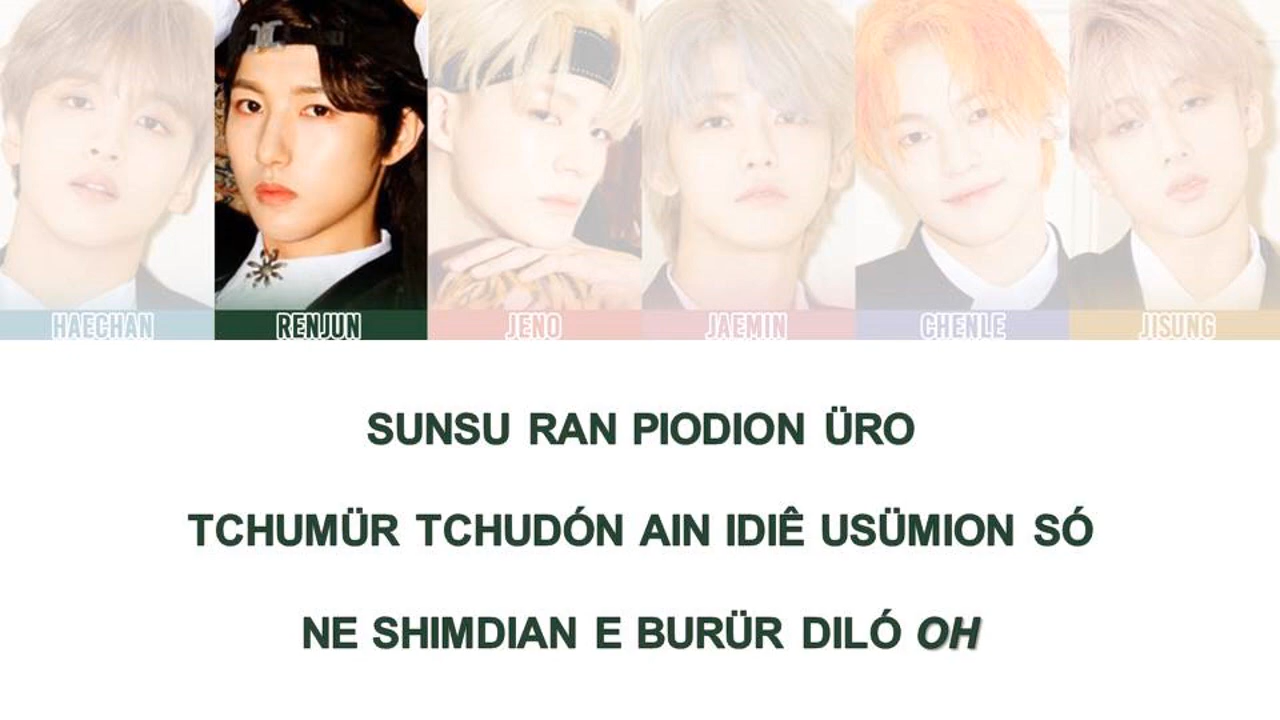 HAECHAN RENJUN JENO JAEMIN CHENLE JISUNG
SUNSU RAN PIODION ÜRO
TCHUMÜR TCHUDÓN AIN IDIÊ USÜMION SÓ
NE SHIMDIAN E BURÜR DILÓ OH